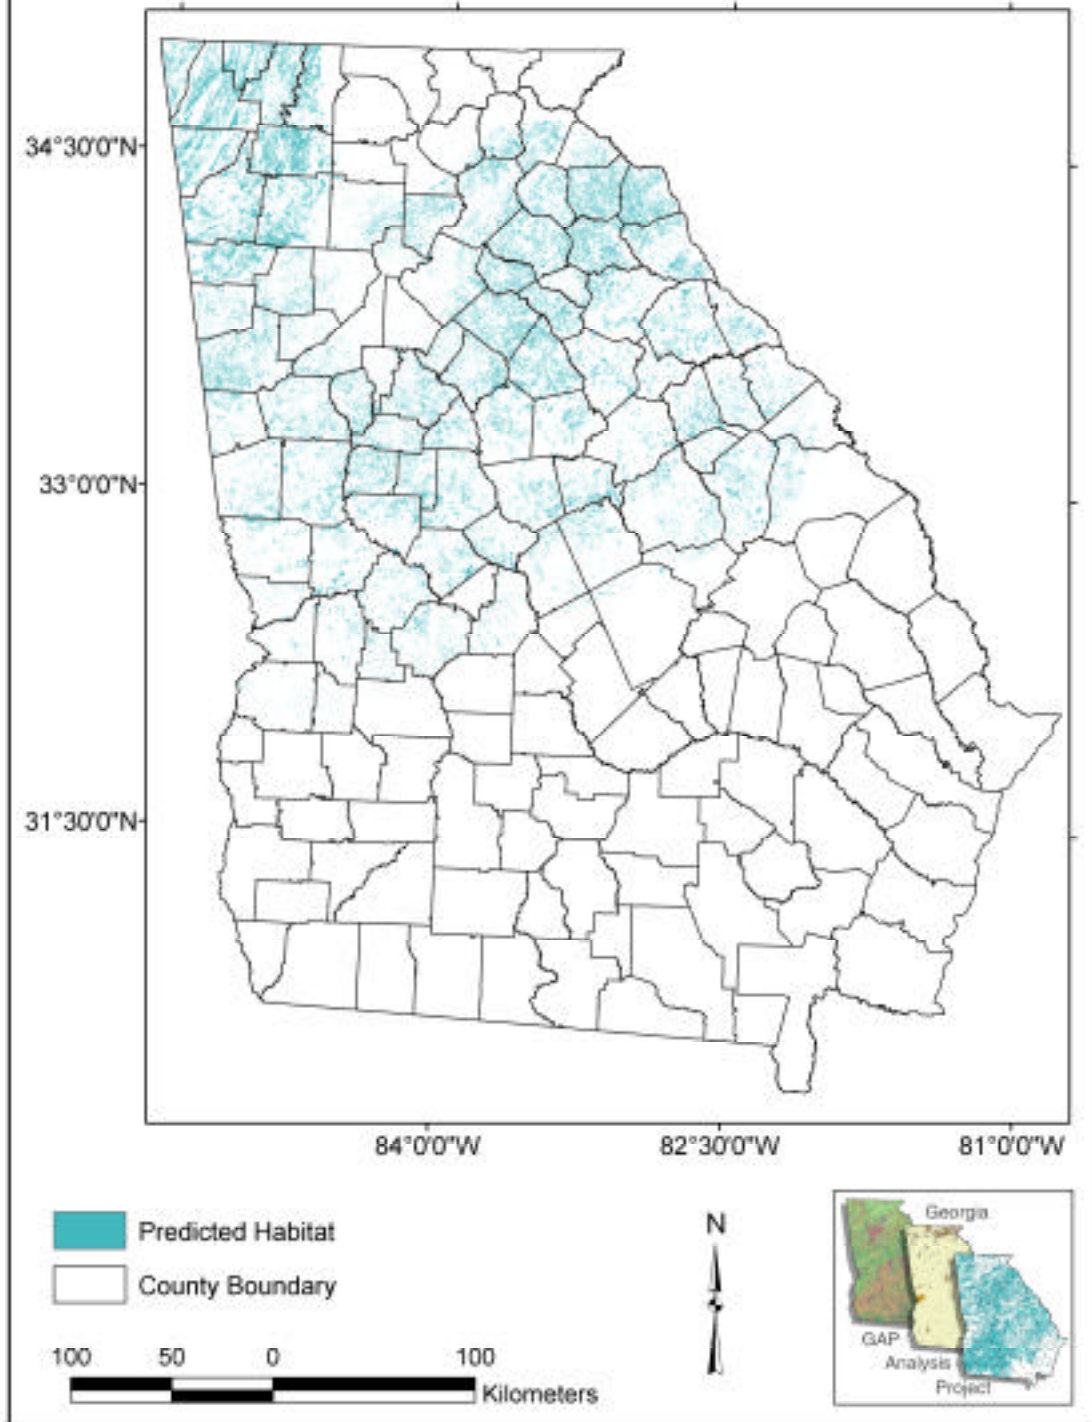 34°30'0"N
33°0'0"N
31°30'0"N
84°0'0"W 82°30'0"W 81°0'0"W
Predicted Habitat
County Boundary
N
100 50 0 100
Kilometers
Georgia
GAP
Analysis
Project